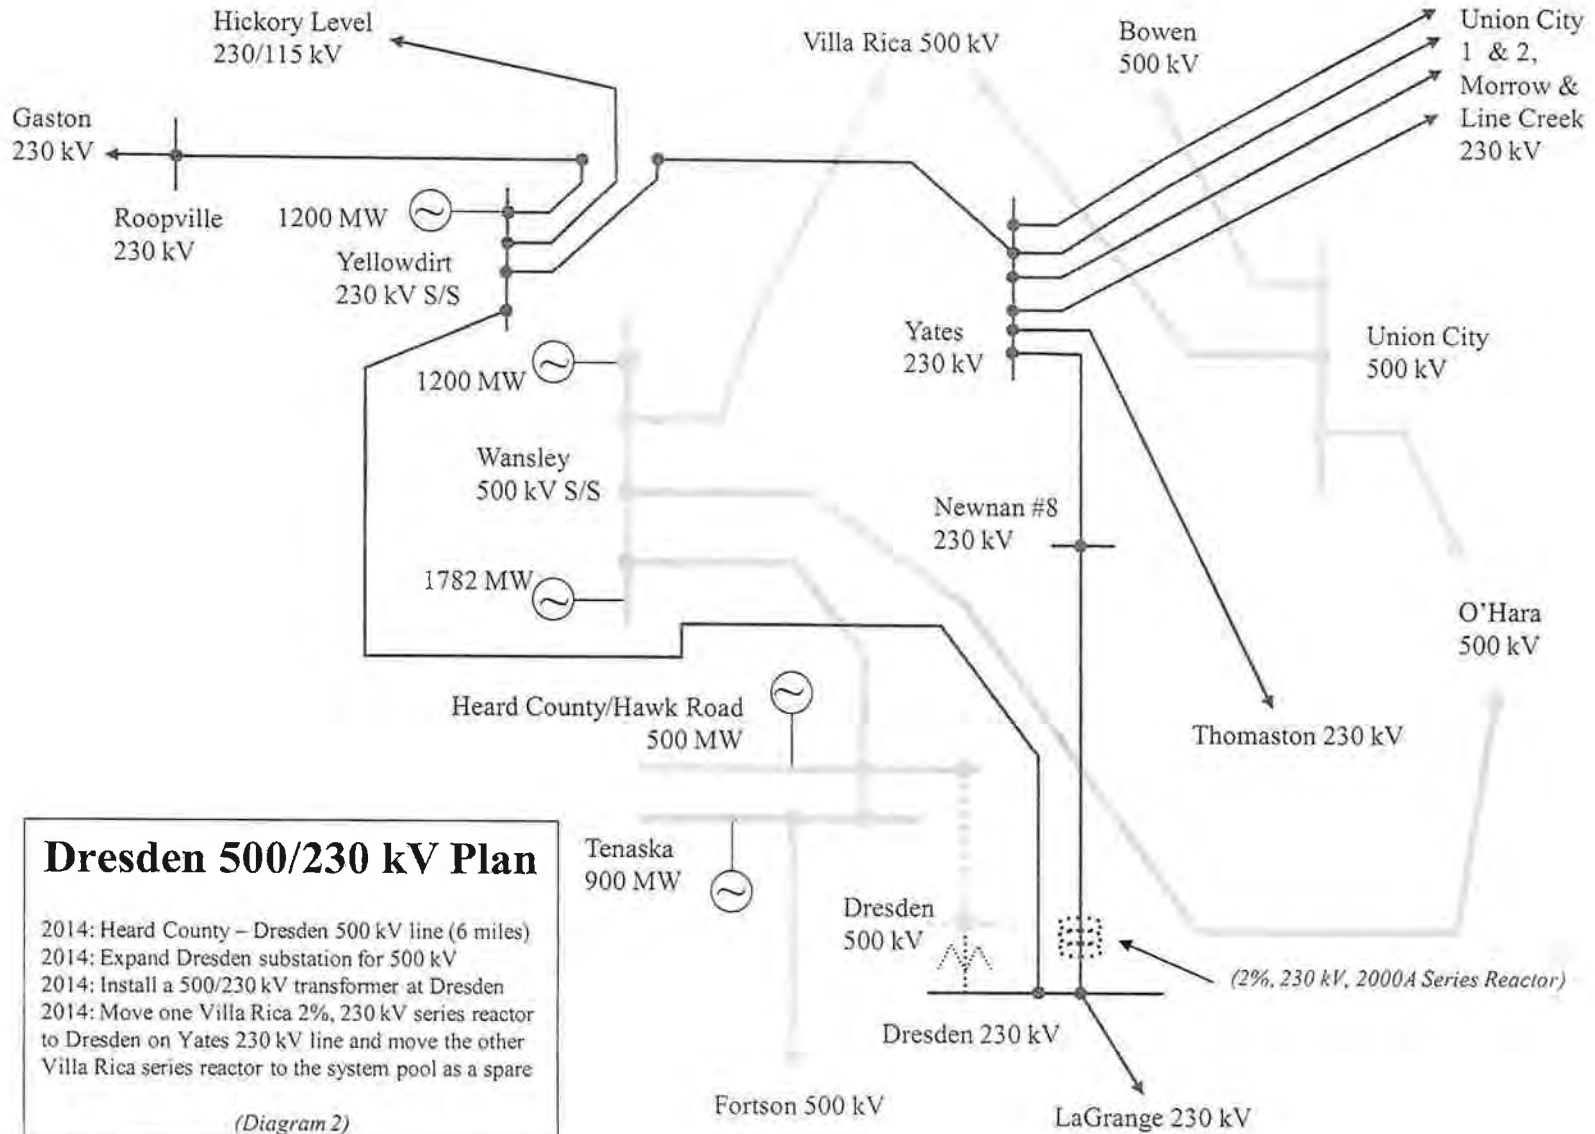 Hickory Level
230/115 kV
Villa Rica 500 kV
Bowen
500 kV
Union City
1 & 2,
Morrow &
Line Creek
230 kV
Gaston
230 kV
Roopville
230 kV
1200 MW
Yellowdirt
230 kV S/S
1200 MW
Yates
230 kV
Union City
500 kV
Wansley
500 kV S/S
Newnan #8
230 kV
1782 MW
O'Hara
500 kV
Heard County/Hawk Road
500 MW
Thomaston 230 kV
Tenaska
900 MW
Dresden
500 kV
(2%, 230 kV, 2000A Series Reactor)
Dresden 230 kV
Fortson 500 kV
LaGrange 230 kV
Dresden 500/230 kV Plan
2014: Heard County – Dresden 500 kV line (6 miles)
2014: Expand Dresden substation for 500 kV
2014: Install a 500/230 kV transformer at Dresden
2014: Move one Villa Rica 2%, 230 kV series reactor
to Dresden on Yates 230 kV line and move the other
Villa Rica series reactor to the system pool as a spare
(Diagram 2)